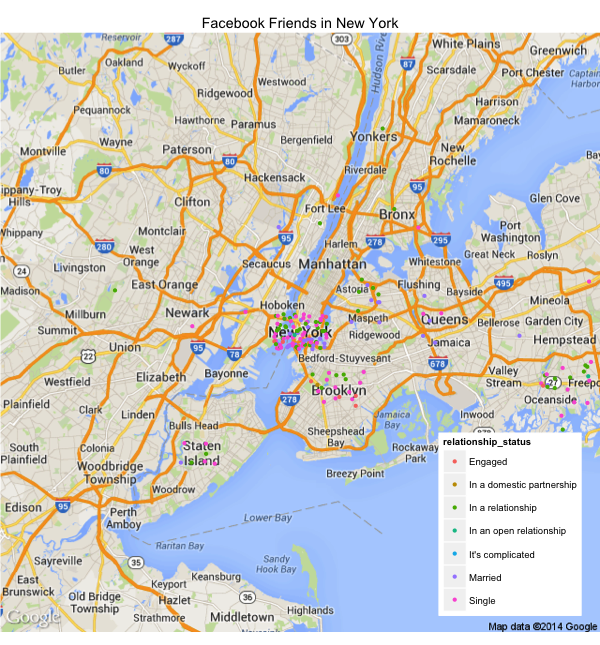 Facebook Friends in New York
Reservoir
287
303
White Plains
Oakland
Wyckoff
Hudson Rive
Greenwich
Butler
87
Scarsdale
Port Chester
Captain
Harbor
Westwood
Ridgewood
Harrison
Pequannock
Hawthorne
Paramus
Mamaroneck
Yonkers
Wayne
Bergenfield
Montville
Paterson
New
Rochelle
80
80
Riverdale
Hackensack
95
ippany-Troy
Hills
Clifton
Fort Lee
Bronx
Glen Cove
Whippany
Montclair
95
278
295
Port
Washington
280
West
Orange
Harlem
Great Neck
Roslyn
24
Livingston
Secaucus
Manhattan
Whitestone
Madison
East Orange
Astoria
Flushing
Bayside
495
Millburn
Newark
Hoboken
Maspeth
Queens
Mineola
Summit
New York
Ridgewood
Bellerose
Garden City
Union
95
78
Jamaica
Hempstead
22
Bedford-Stuyvesant
678
Westfield
Elizabeth
Bayonne
Brooklyn
Valley
Stream
27
Freepo
Plainfield
278
Oceanside
Clark
Linden
Bulls Head
Jamaica
Bay
Inwood
878
South
Plainfield
Colonia
Staten
Island
Sheepshead
Bay
Rockaway
Park
Woodbridge
Township
Woodrow
Breezy Point
Edison
95
Perth
Amboy
Lower Bay
Raritan Bay
Sayreville
35
Sandy
Hook Bay
East
Brunswick
Keyport
Keansburg
Old Bridge
Township
Hazlet
36
Highlands
Strathmore
Middletown
relationship_status
Engaged
In a domestic partnership
In a relationship
In an open relationship
It's complicated
Married
Single
Google
Map data ©2014 Google